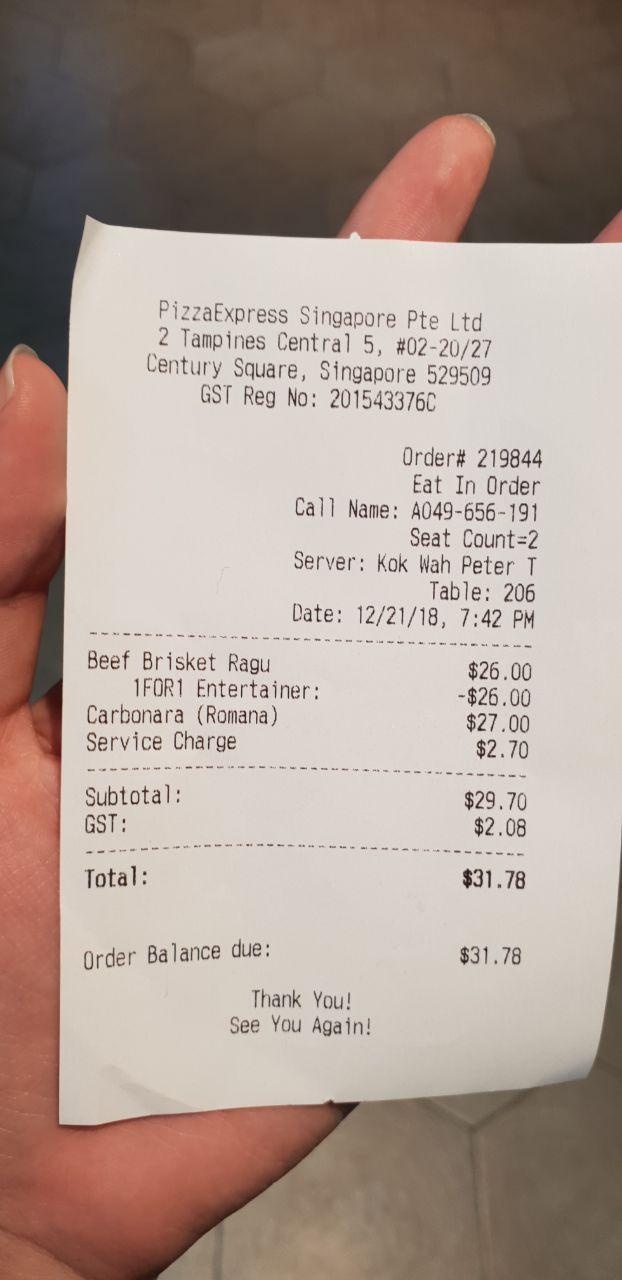 PizzaExpress Singapore Pte Ltd
2 Tampines Central 5, #02-20/27
Century Square, Singapore 529509
GST Reg No: 201543376C
Order# 219844
Eat In Order
Call Name: A049-656-191
Seat Count=2
Server: Kok Wah Peter T
Table: 206
Date: 12/21/18, 7:42 PM
Beef Brisket Ragu $26.00
1FOR1 Entertainer: -$26.00
Carbonara (Romana) $27.00
Service Charge $2.70
Subtotal: $29.70
GST: $2.08
Total: $31.78
Order Balance due: $31.78
Thank You!
See You Again!